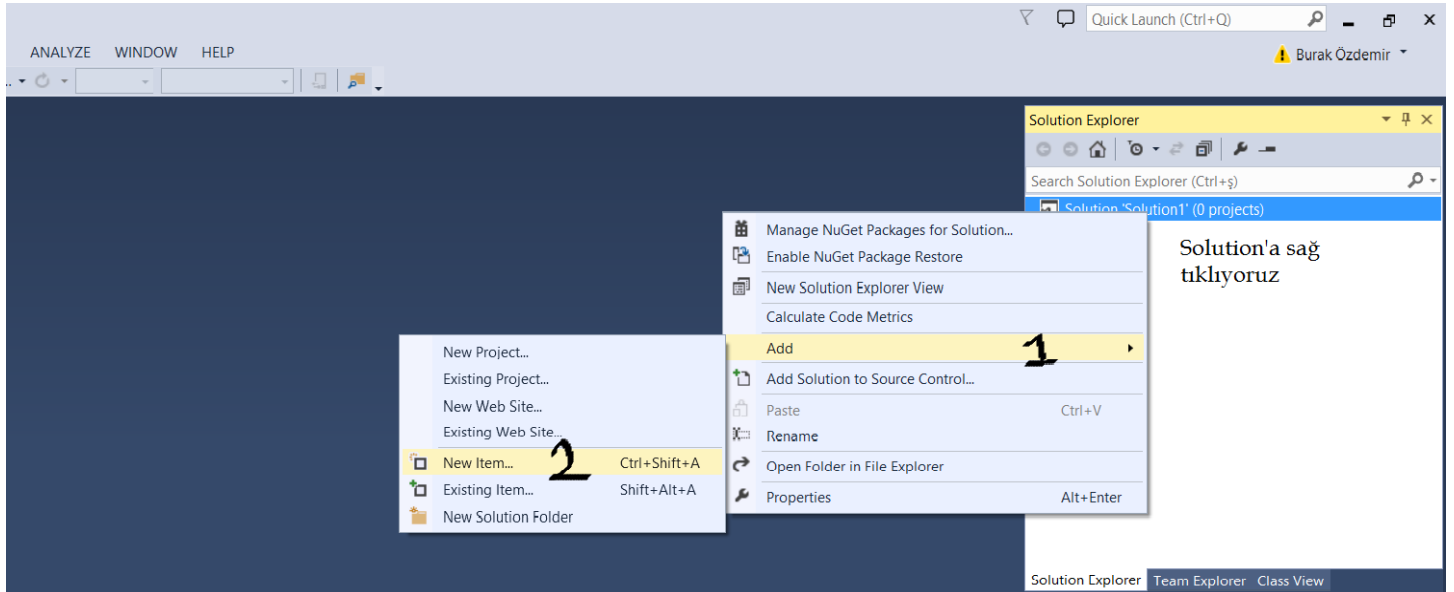 Quick Launch (Ctrl+Q)
ANALYZE WINDOW HELP
Burak Özdemir
Solution Explorer
Search Solution Explorer (Ctrl+ş)
Solution 'Solution1' (0 projects)
Solution'a sağ
tıklıyoruz
Manage NuGet Packages for Solution...
Enable NuGet Package Restore
New Solution Explorer View
Calculate Code Metrics
Add 1
Add Solution to Source Control...
Paste Ctrl+V
Rename
Open Folder in File Explorer
Properties Alt+Enter
New Project...
Existing Project...
New Web Site...
Existing Web Site...
New Item... 2 Ctrl+Shift+A
Existing Item... Shift+Alt+A
New Solution Folder
Solution Explorer Team Explorer Class View